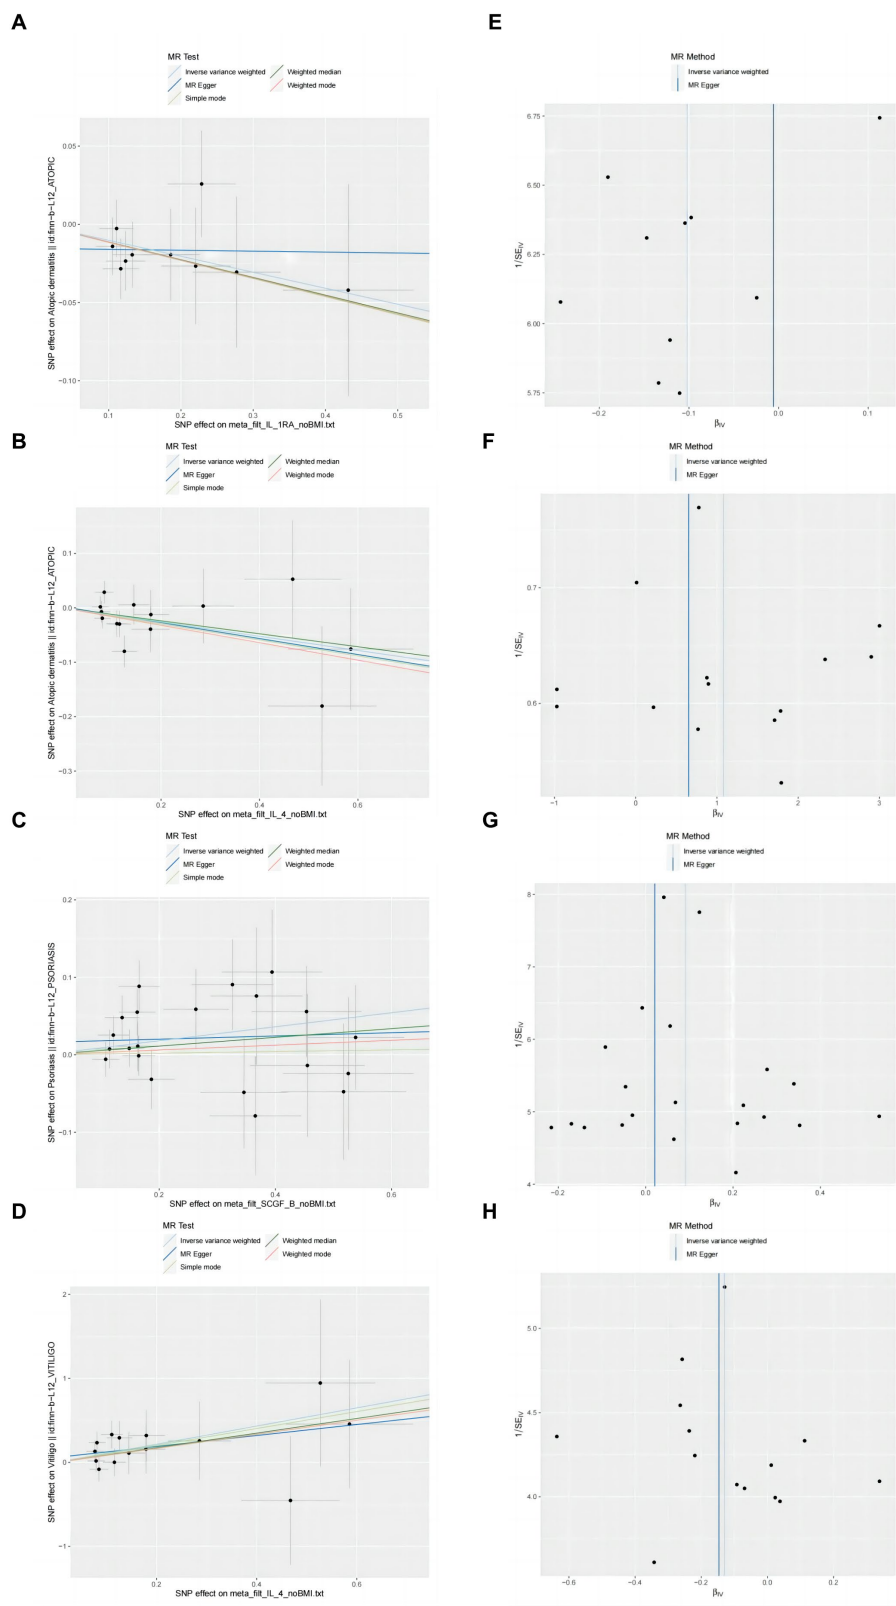 A
MR Test
Inverse variance weighted
Weighted median
MR Egger
Weighted mode
Simple mode
SNP effect on Atopic dermatitis || id:finn−b−L12_ATOPIC
0.05
0.00
−0.05
−0.10
0.1 0.2 0.3 0.4 0.5
SNP effect on meta_filt_IL_1RA_noBMI.txt
E
MR Method
Inverse variance weighted
MR Egger
1/SEIV
6.75
6.50
6.25
6.00
5.75
−0.2 −0.1 0.0 0.1
βIV
B
MR Test
Inverse variance weighted
Weighted median
MR Egger
Weighted mode
Simple mode
SNP effect on Atopic dermatitis || id:finn−b−L12_ATOPIC
0.1
0.0
−0.1
−0.2
−0.3
0.2 0.4 0.6
SNP effect on meta_filt_IL_4_noBMI.txt
F
MR Method
Inverse variance weighted
MR Egger
1/SEIV
0.7
0.6
−1 0 1 2 3
βIV
C
MR Test
Inverse variance weighted
Weighted median
MR Egger
Weighted mode
Simple mode
SNP effect on Psoriasis || id:finn−b−L12_PSORIASIS
0.2
0.1
0.0
−0.1
0.2 0.4 0.6
SNP effect on meta_filt_SCGF_B_noBMI.txt
G
MR Method
Inverse variance weighted
MR Egger
1/SEIV
8
7
6
5
4
−0.2 0.0 0.2 0.4
βIV
D
MR Test
Inverse variance weighted
Weighted median
MR Egger
Weighted mode
Simple mode
SNP effect on Vitiligo || id:finn−b−L12_VITILIGO
2
1
0
−1
0.2 0.4 0.6
SNP effect on meta_filt_IL_4_noBMI.txt
H
MR Method
Inverse variance weighted
MR Egger
1/SEIV
5.0
4.5
4.0
−0.6 −0.4 −0.2 0.0 0.2
βIV